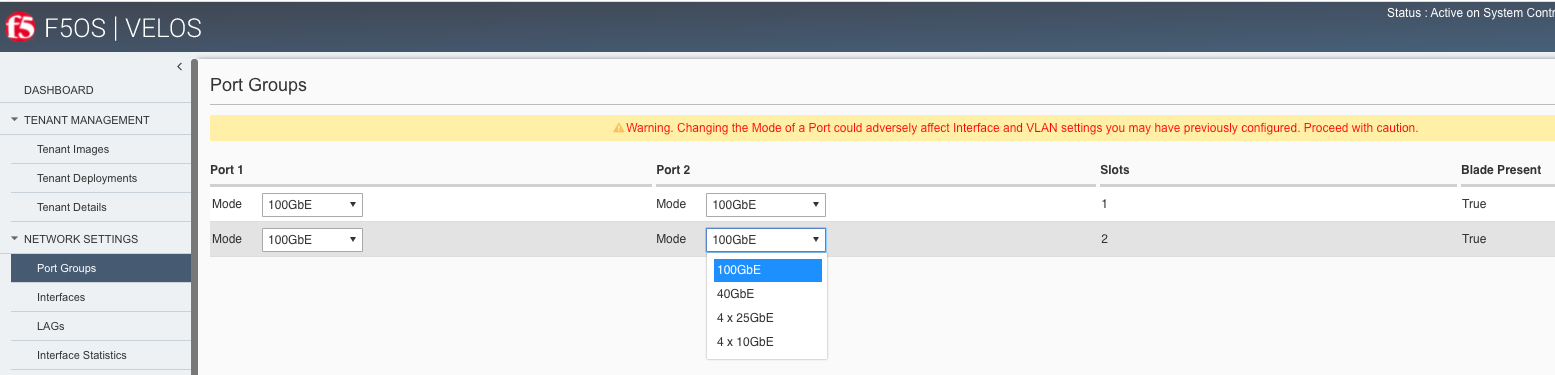 Status : Active on System Contr
f5 F5OS | VELOS
DASHBOARD
TENANT MANAGEMENT
Tenant Images
Tenant Deployments
Tenant Details
NETWORK SETTINGS
Port Groups
Interfaces
LAGs
Interface Statistics
Port Groups
Warning. Changing the Mode of a Port could adversely affect Interface and VLAN settings you may have previously configured. Proceed with caution.
Port 1 Port 2 Slots Blade Present
Mode 100GbE Mode 100GbE 1 True
Mode 100GbE Mode 100GbE 2 True
100GbE
40GbE
4 x 25GbE
4 x 10GbE